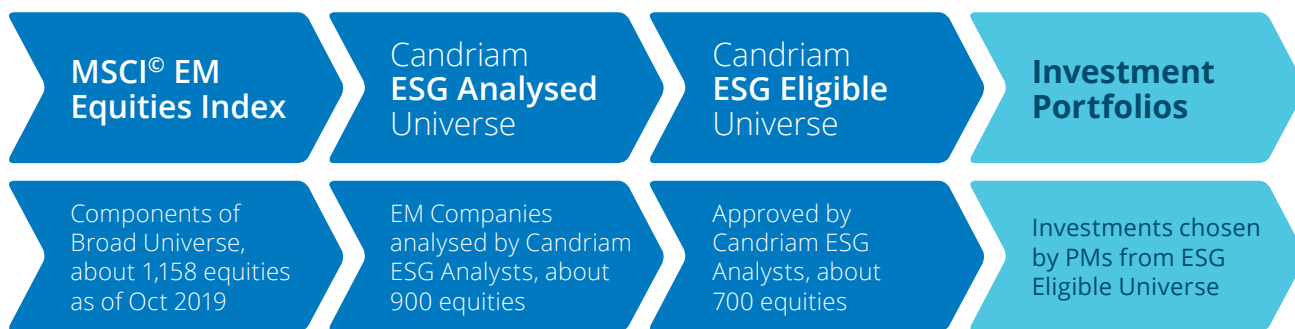 MSCI© EM
Equities Index
Candriam
ESG Analysed
Universe
Candriam
ESG Eligible
Universe
Investment
Portfolios
Components of
Broad Universe,
about 1,158 equities
as of Oct 2019
EM Companies
analysed by Candriam
ESG Analysts, about
900 equities
Approved by
Candriam ESG
Analysts, about
700 equities
Investments chosen
by PMs from ESG
Eligible Universe